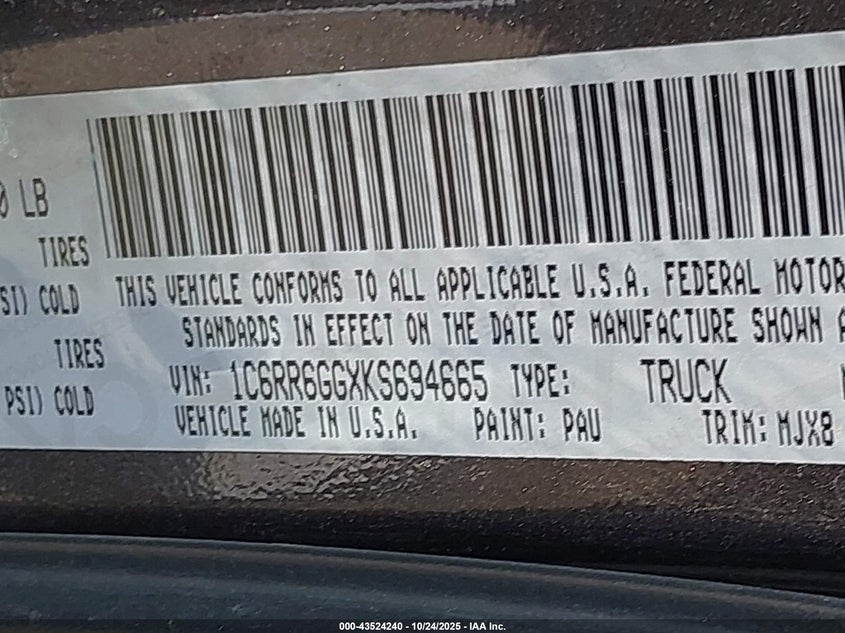 0 LB
TIRES
PSI) COLD
TIRES
PSI) COLD
THIS VEHICLE CONFORMS TO ALL APPLICABLE U.S.A. FEDERAL MOTOR
STANDARDS IN EFFECT ON THE DATE OF MANUFACTURE SHOWN A
VIN: 1C6RR6GGXKS694665 TYPE: TRUCK
VEHICLE MADE IN U.S.A. PAINT: PAU TRIM: MJX8
000-43524240 - 10/24/2025 - IAA Inc.